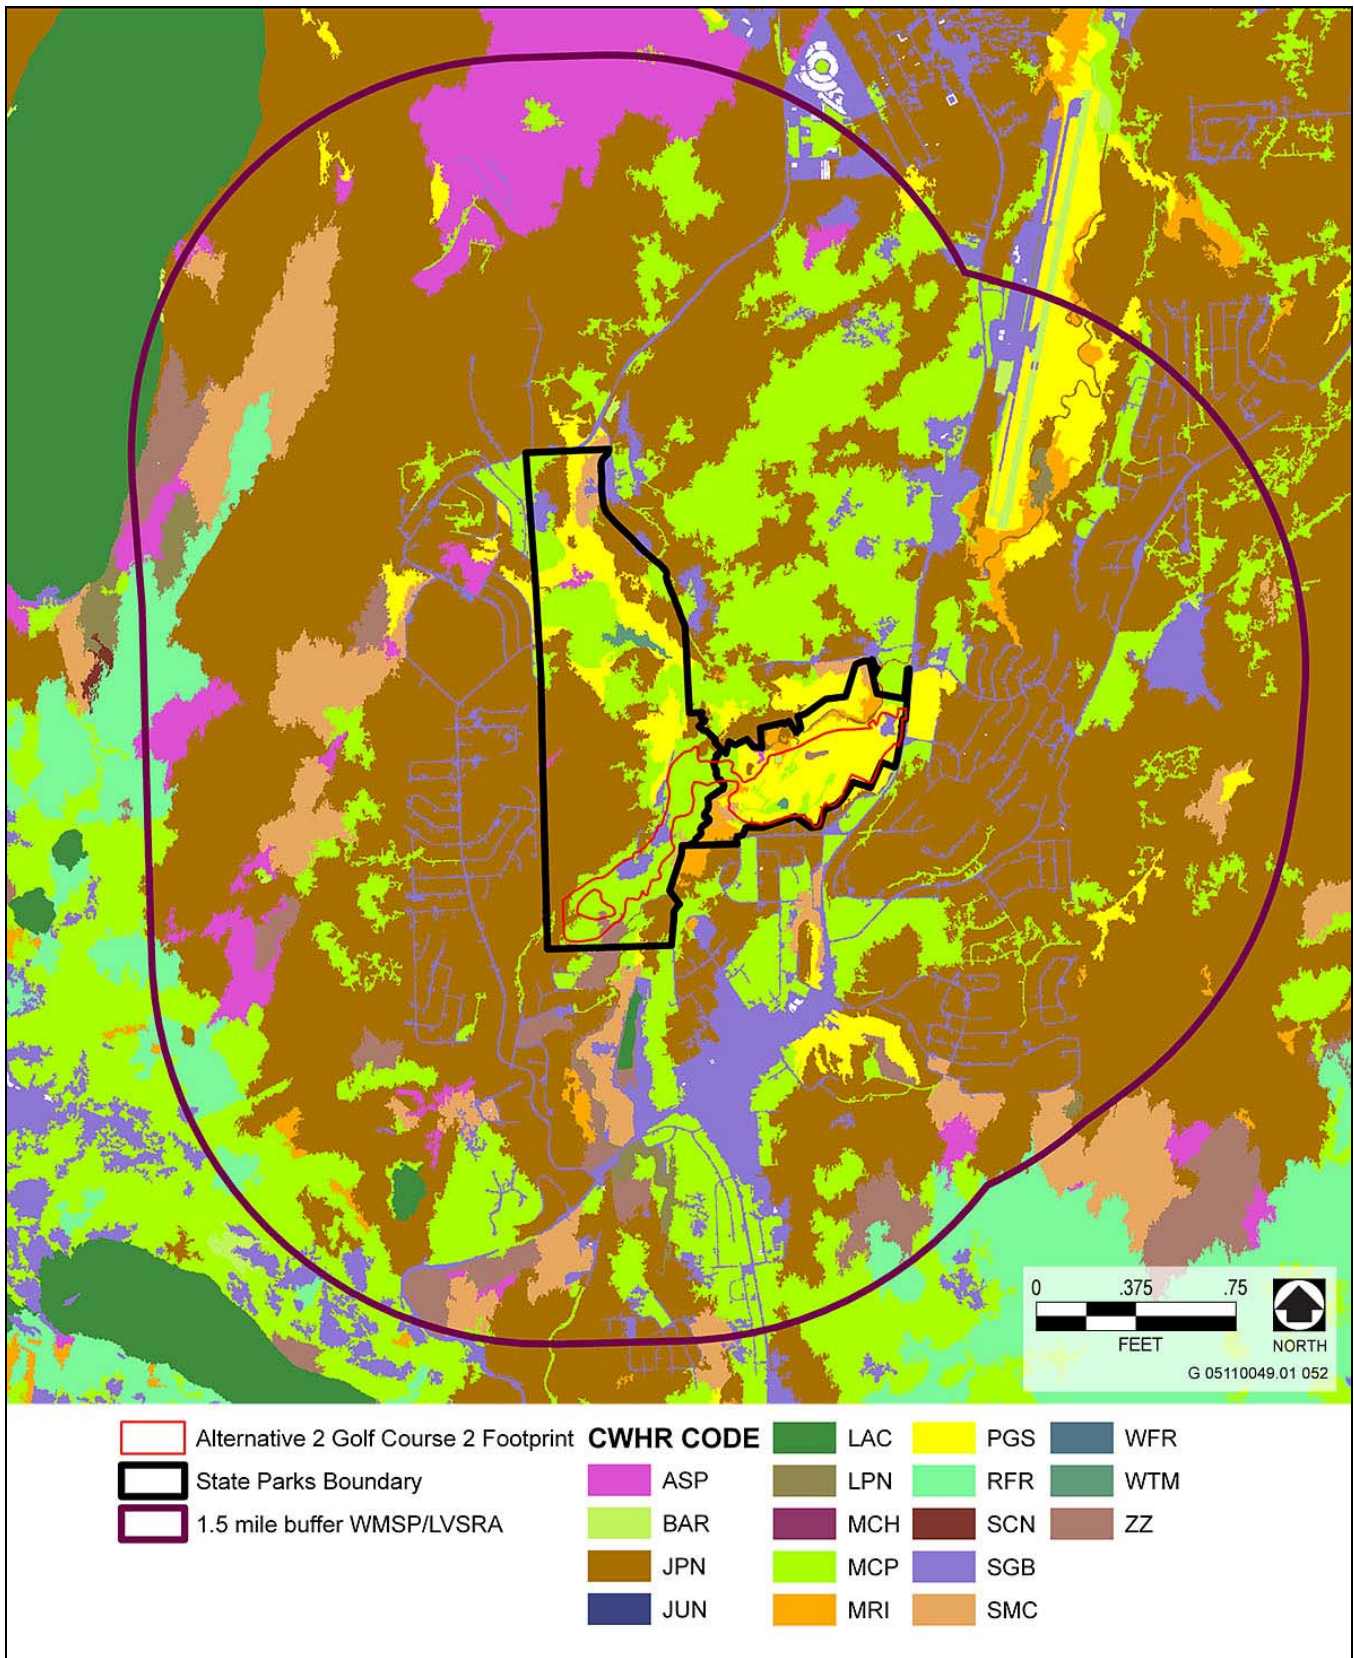 0 .375 .75
FEET
NORTH
G 05110049.01 052
Alternative 2 Golf Course 2 Footprint
State Parks Boundary
1.5 mile buffer WMSP/LVSRA
CWHR CODE
ASP
BAR
JPN
JUN
LAC
LPN
MCH
MCP
MRI
PGS
RFR
SCN
SGB
SMC
WFR
WTM
ZZ